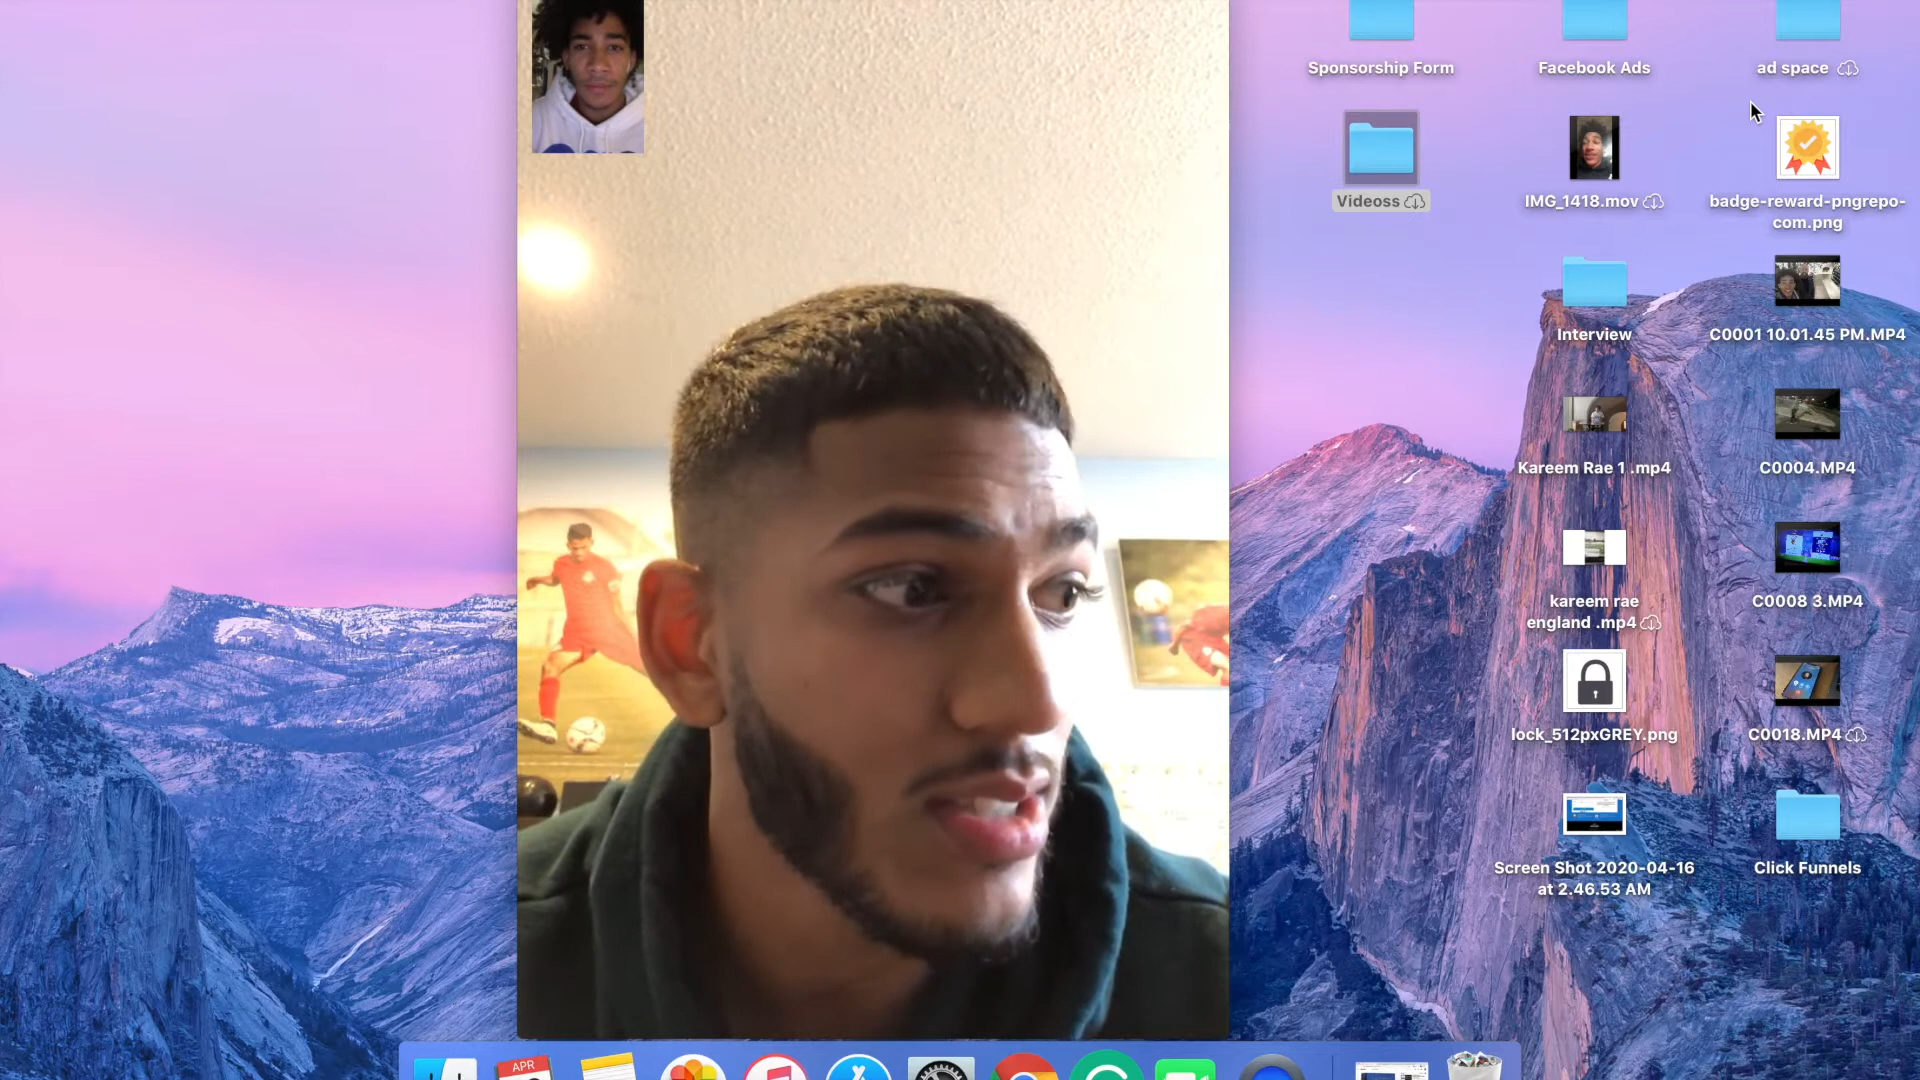 Sponsorship Form
Facebook Ads
ad space
Videoss
IMG_1418.mov
badge-reward-pngrepo-
com.png
Interview
C0001 10.01.45 PM.MP4
Kareem Rae 1 .mp4
C0004.MP4
kareem rae
england .mp4
C0008 3.MP4
lock_512pxGREY.png
C0018.MP4
Screen Shot 2020-04-16
at 2.46.53 AM
Click Funnels
APR